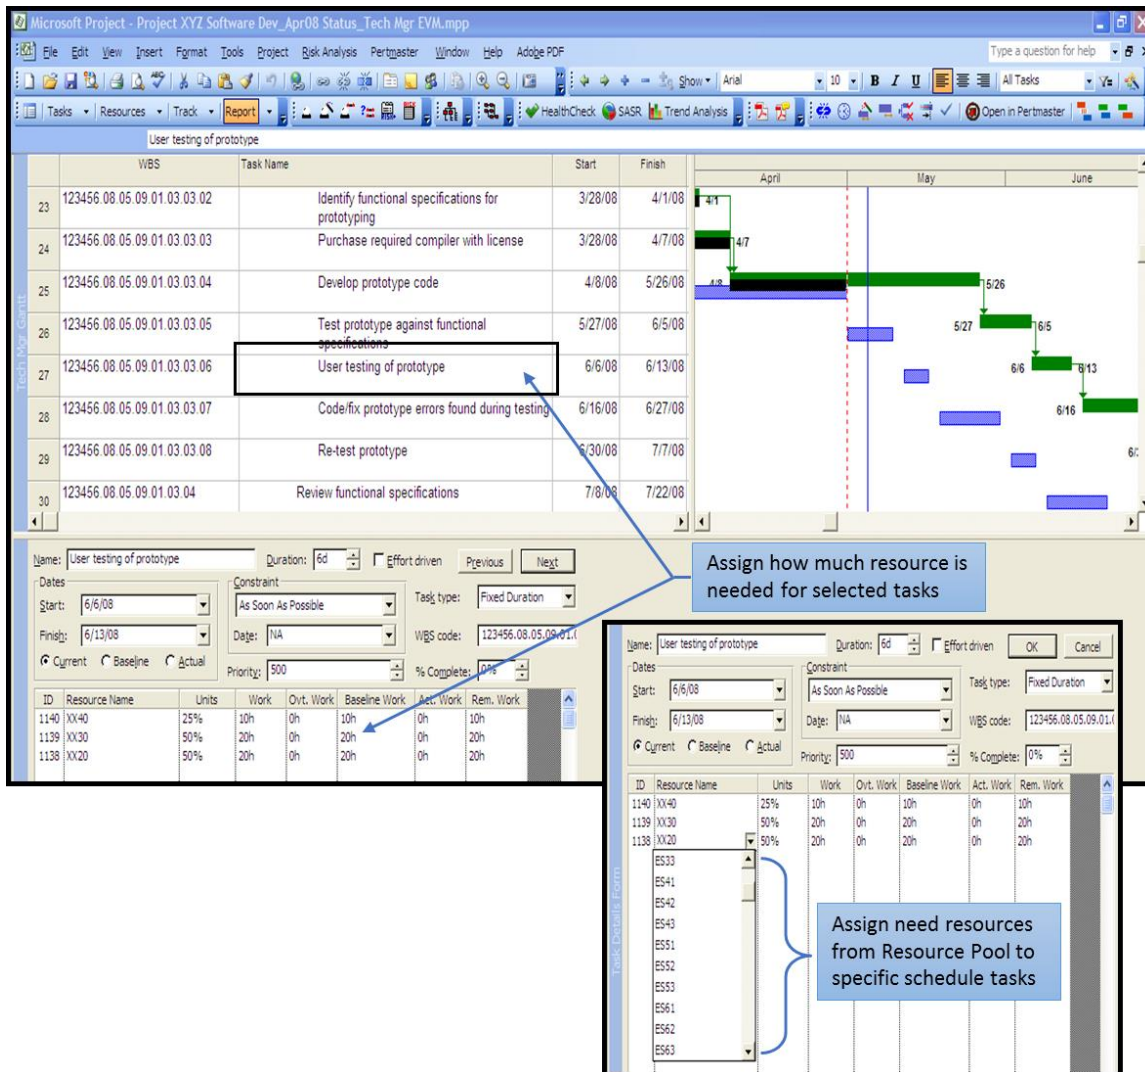 Microsoft Project - Project XYZ Software Dev_Apr08 Status_Tech Mgr EVM.mpp
File Edit View Insert Format Tools Project Risk Analysis Pertmaster Window Help Adobe PDF Type a question for help
Show Arial 10 B I U All Tasks
Tasks Resources Track Report HealthCheck SASR Trend Analysis Open in Pertmaster
User testing of prototype
WBS Task Name Start Finish April May June
23 123456.08.05.09.01.03.03.02 Identify functional specifications for 3/28/08 4/1/08 4/1
prototyping
24 123456.08.05.09.01.03.03.03 Purchase required compiler with license 3/28/08 4/7/08 4/7
25 123456.08.05.09.01.03.03.04 Develop prototype code 4/8/08 5/26/08 4/8 5/26
26 123456.08.05.09.01.03.03.05 Test prototype against functional 5/27/08 6/5/08 5/27 6/5
specifications
27 123456.08.05.09.01.03.03.06 User testing of prototype 6/6/08 6/13/08 6/6 6/13
28 123456.08.05.09.01.03.03.07 Code/fix prototype errors found during testing 6/16/08 6/27/08 6/16
29 123456.08.05.09.01.03.03.08 Re-test prototype 6/30/08 7/7/08
30 123456.08.05.09.01.03.04 Review functional specifications 7/8/08 7/22/08
Tech Mgr Gantt
Name: User testing of prototype Duration: 6d Effort driven Previous Next
Dates Constraint
Start: 6/6/08 As Soon As Possible Task type: Fixed Duration
Finish: 6/13/08 Date: NA WBS code: 123456.08.05.09.01.0
Current Baseline Actual Priority: 500 % Complete: 0%
ID Resource Name Units Work Ovt. Work Baseline Work Act. Work Rem. Work
1140 XX40 25% 10h 0h 10h 0h 10h
1139 XX30 50% 20h 0h 20h 0h 20h
1138 XX20 50% 20h 0h 20h 0h 20h
Assign how much resource is
needed for selected tasks
Name: User testing of prototype Duration: 6d Effort driven OK Cancel
Dates Constraint
Start: 6/6/08 As Soon As Possible Task type: Fixed Duration
Finish: 6/13/08 Date: NA WBS code: 123456.08.05.09.01.0
Current Baseline Actual Priority: 500 % Complete: 0%
ID Resource Name Units Work Ovt. Work Baseline Work Act. Work Rem. Work
1140 XX40 25% 10h 0h 10h 0h 10h
1139 XX30 50% 20h 0h 20h 0h 20h
1138 XX20 50% 20h 0h 20h 0h 20h
ES33
ES41
ES42
ES43
ES51
ES52
ES53
ES61
ES62
ES63
Task Details Form
Assign need resources
from Resource Pool to
specific schedule tasks